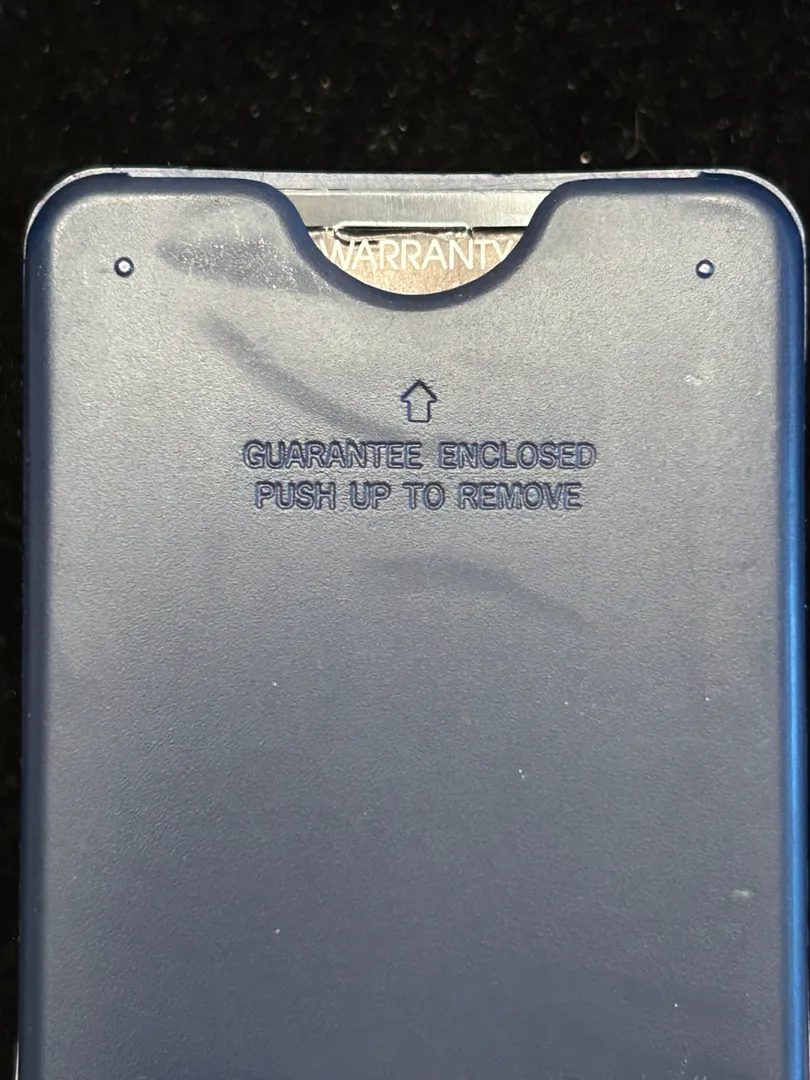 WARRANTY
GUARANTEE ENCLOSED
PUSH UP TO REMOVE